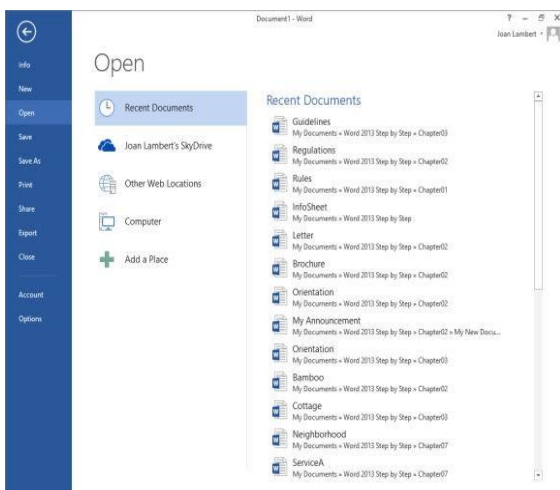 Document1 - Word
? – X
Joan Lambert
Info
New
Open
Save
Save As
Print
Share
Export
Close
Account
Options
Open
Recent Documents
Joan Lambert's SkyDrive
Other Web Locations
Computer
Add a Place
Recent Documents
Guidelines
My Documents » Word 2013 Step by Step » Chapter03
Regulations
My Documents » Word 2013 Step by Step » Chapter02
Rules
My Documents » Word 2013 Step by Step » Chapter01
InfoSheet
My Documents » Word 2013 Step by Step
Letter
My Documents » Word 2013 Step by Step » Chapter02
Brochure
My Documents » Word 2013 Step by Step » Chapter02
Orientation
My Documents » Word 2013 Step by Step » Chapter02
My Announcement
My Documents » Word 2013 Step by Step » Chapter02 » My New Docu...
Orientation
My Documents » Word 2013 Step by Step » Chapter03
Bamboo
My Documents » Word 2013 Step by Step » Chapter02
Cottage
My Documents » Word 2013 Step by Step » Chapter03
Neighborhood
My Documents » Word 2013 Step by Step » Chapter07
ServiceA
My Documents » Word 2013 Step by Step » Chapter07